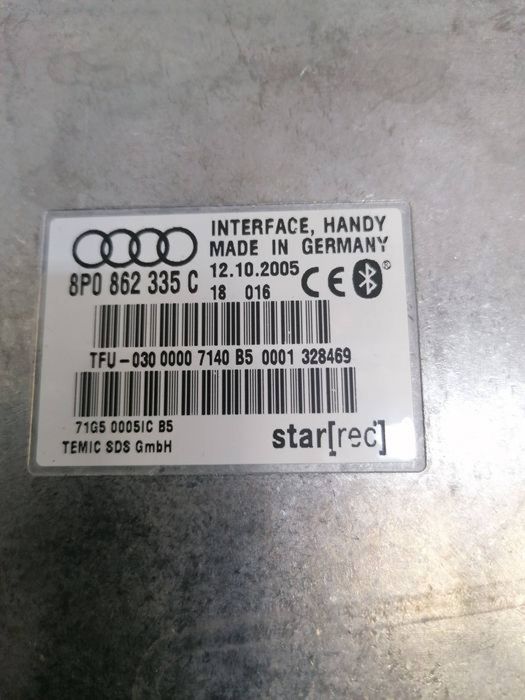 INTERFACE, HANDY
MADE IN GERMANY
8P0 862 335 C
12.10.2005
18 016
CE
TFU-030 0000 7140 B5 0001 328469
71G5 0005IC B5
TEMIC SDS GmbH
star[rec]